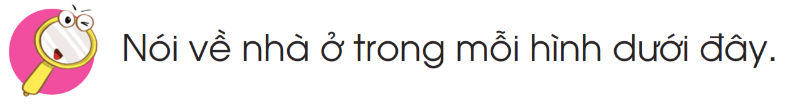 Nói về nhà ở trong mỗi hình dưới đây.